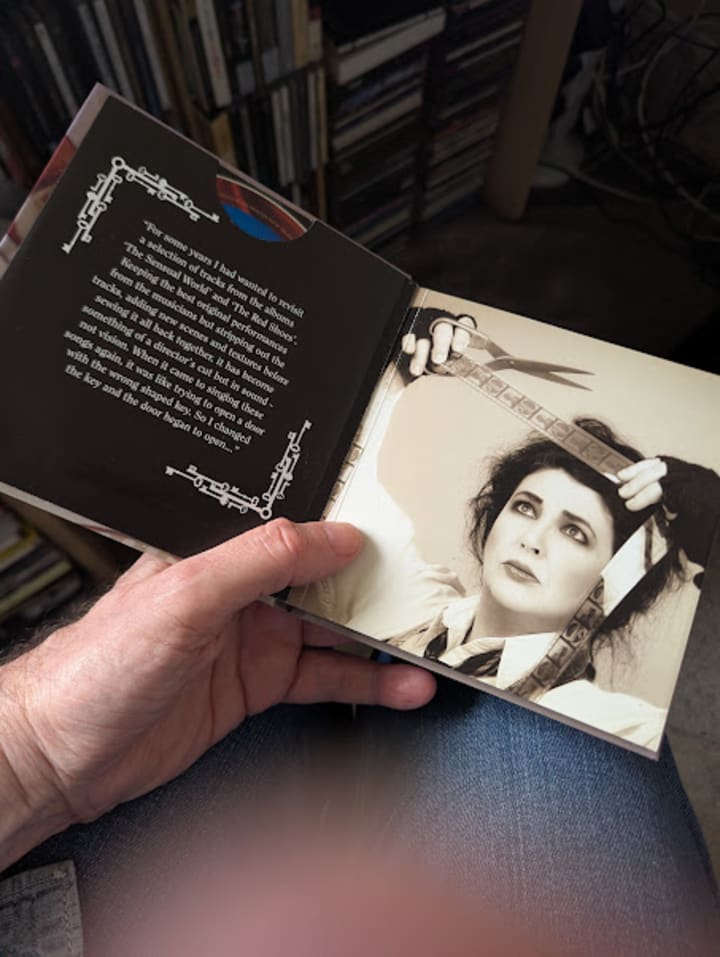 "For some years I had wanted to revisit
a selection of tracks from the albums
'The Sensual World' and 'The Red Shoes'.
Keeping the best original performances
from the musicians but stripping out the
tracks, adding new scenes and textures before
sewing it all back together, it has become
something of a director's cut but in sound -
not vision. When it came to singing these
songs again, it was like trying to open a door
with the wrong shaped key. So I changed
the key and the door began to open..."